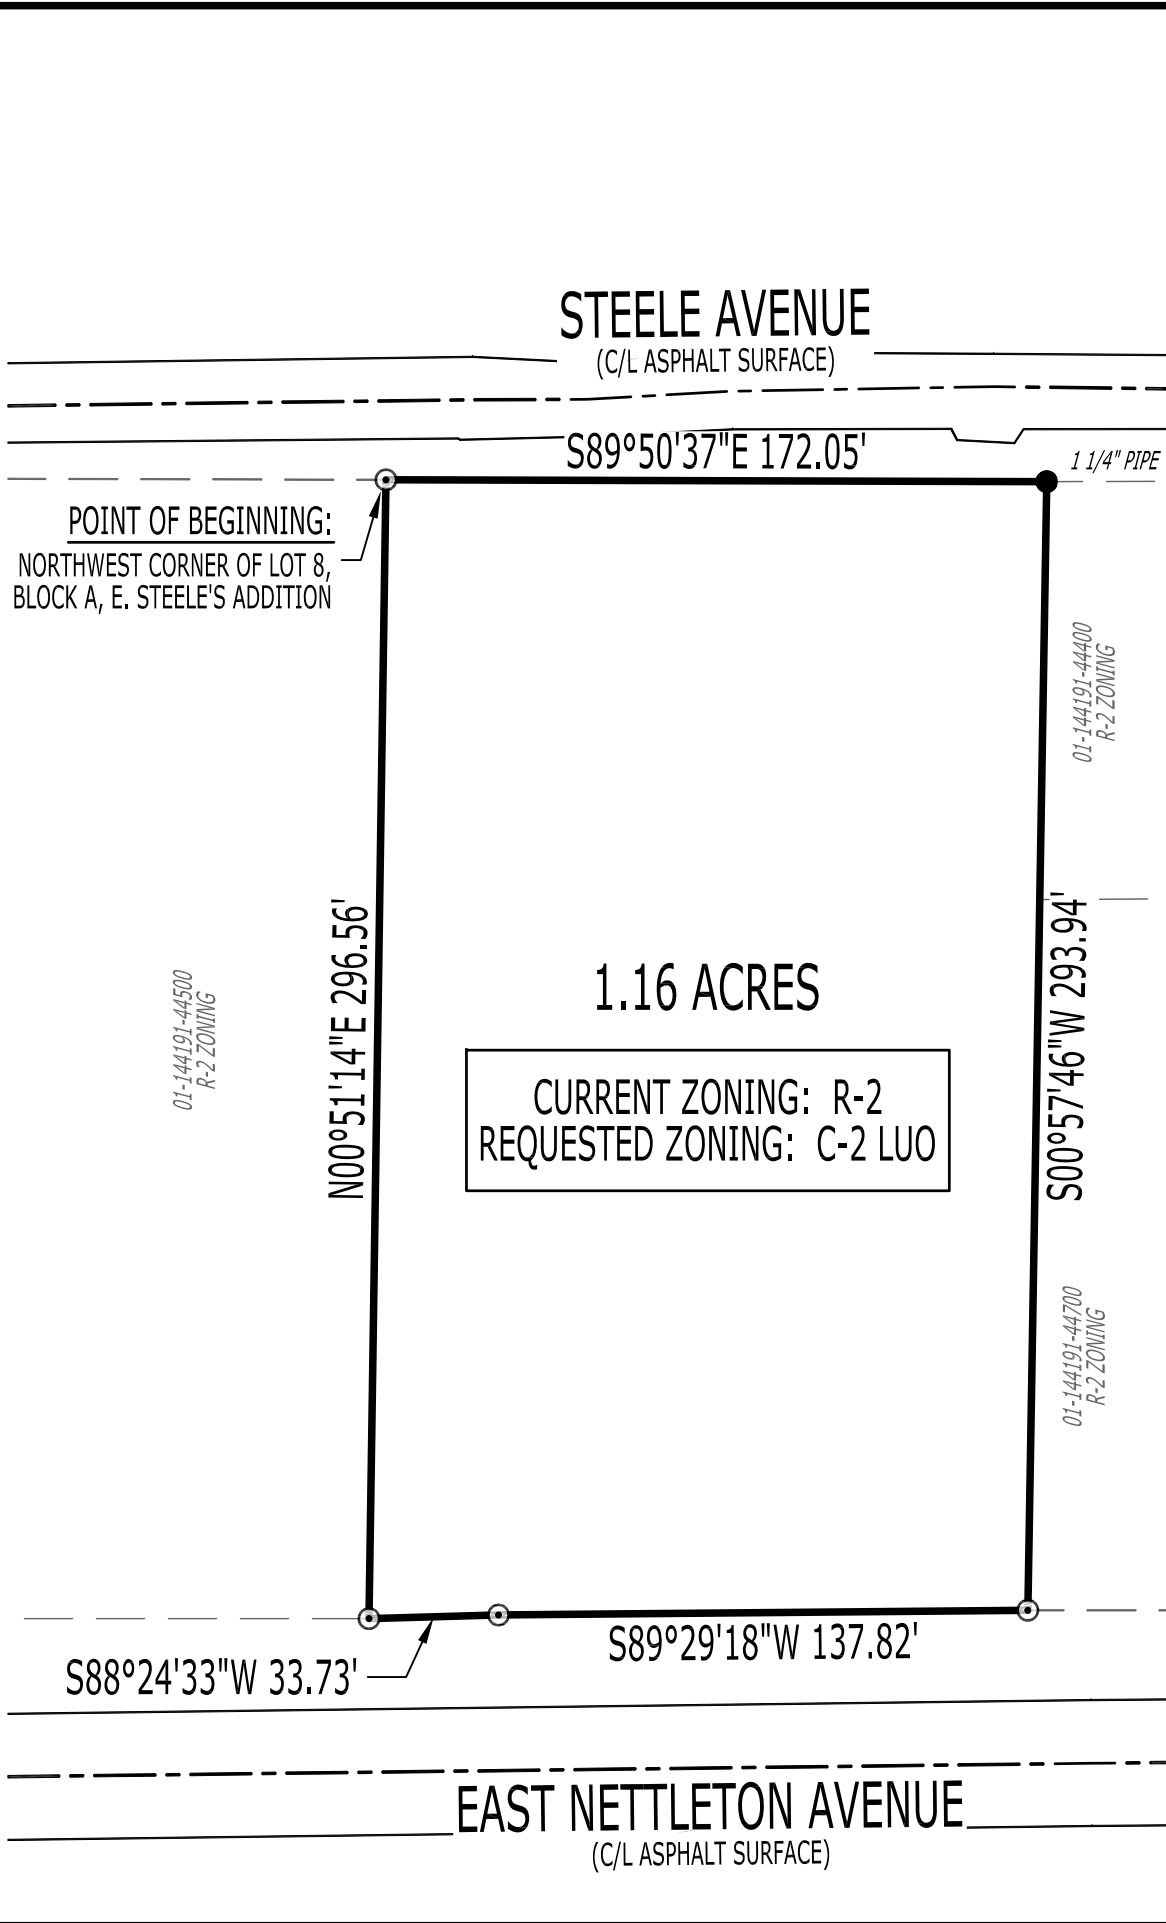 STEELE AVENUE
(C/L ASPHALT SURFACE)
S89°50'37"E 172.05'
1 1/4" PIPE
POINT OF BEGINNING:
NORTHWEST CORNER OF LOT 8,
BLOCK A, E. STEELE'S ADDITION
01-144191-44400
R-2 ZONING
N00°51'14"E 296.56'
S00°57'46"W 293.94'
01-144191-44500
R-2 ZONING
1.16 ACRES
CURRENT ZONING: R-2
REQUESTED ZONING: C-2 LUO
01-144191-44700
R-2 ZONING
S89°29'18"W 137.82'
S88°24'33"W 33.73'
EAST NETTLETON AVENUE
(C/L ASPHALT SURFACE)